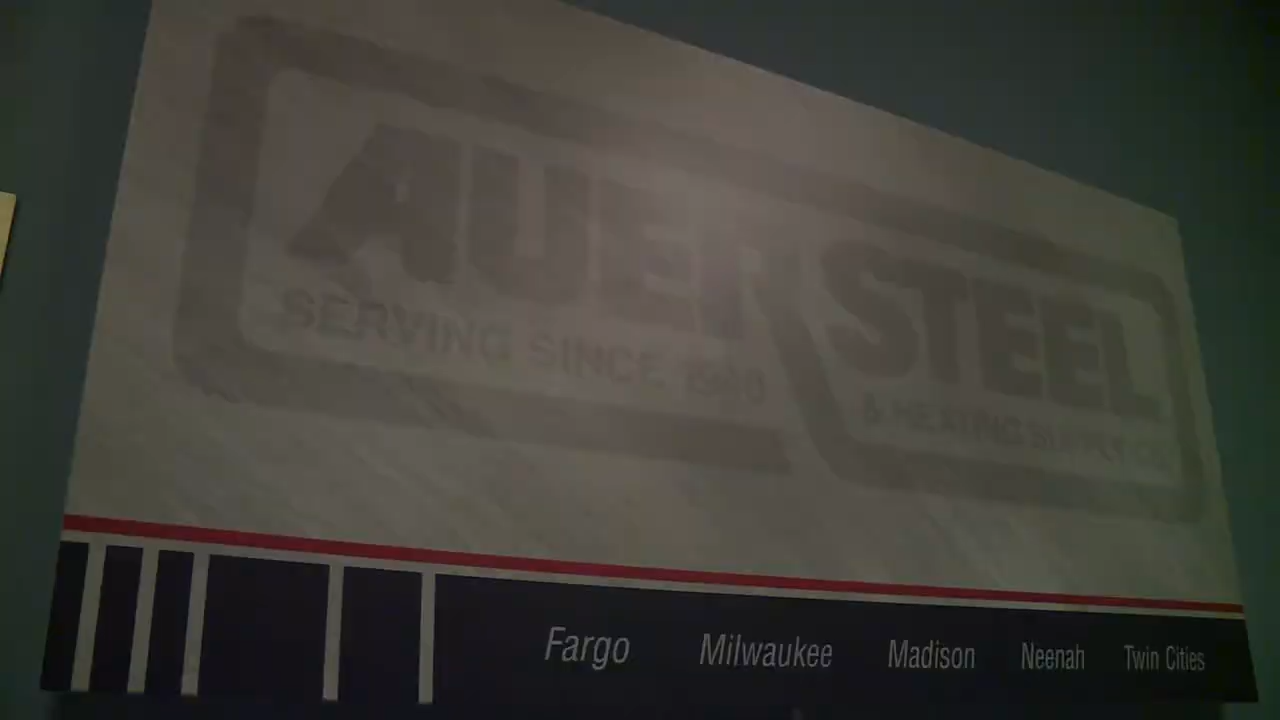 AUER STEEL
SERVING SINCE
& HEATING SUPPLY
Fargo Milwaukee Madison Neenah Twin Cities